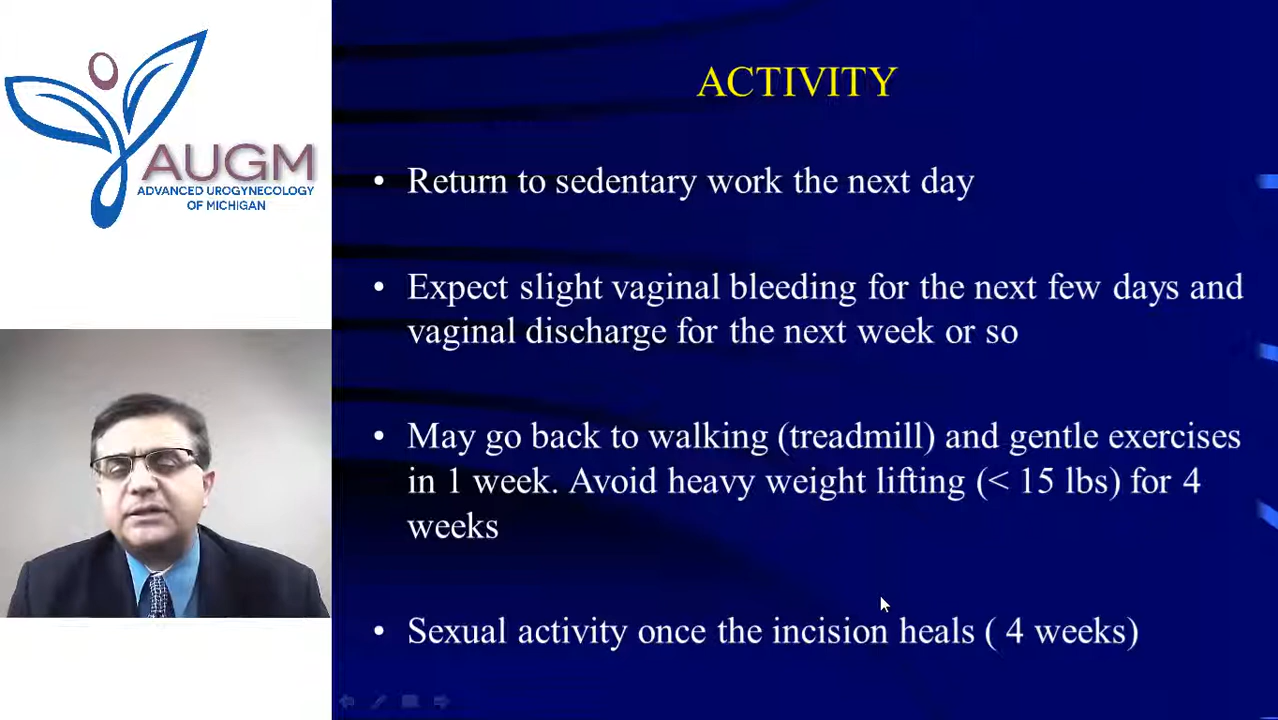 AUGM
ADVANCED UROGYNECOLOGY
OF MICHIGAN
ACTIVITY
• Return to sedentary work the next day
• Expect slight vaginal bleeding for the next few days and
vaginal discharge for the next week or so
• May go back to walking (treadmill) and gentle exercises
in 1 week. Avoid heavy weight lifting (< 15 lbs) for 4
weeks
• Sexual activity once the incision heals ( 4 weeks)